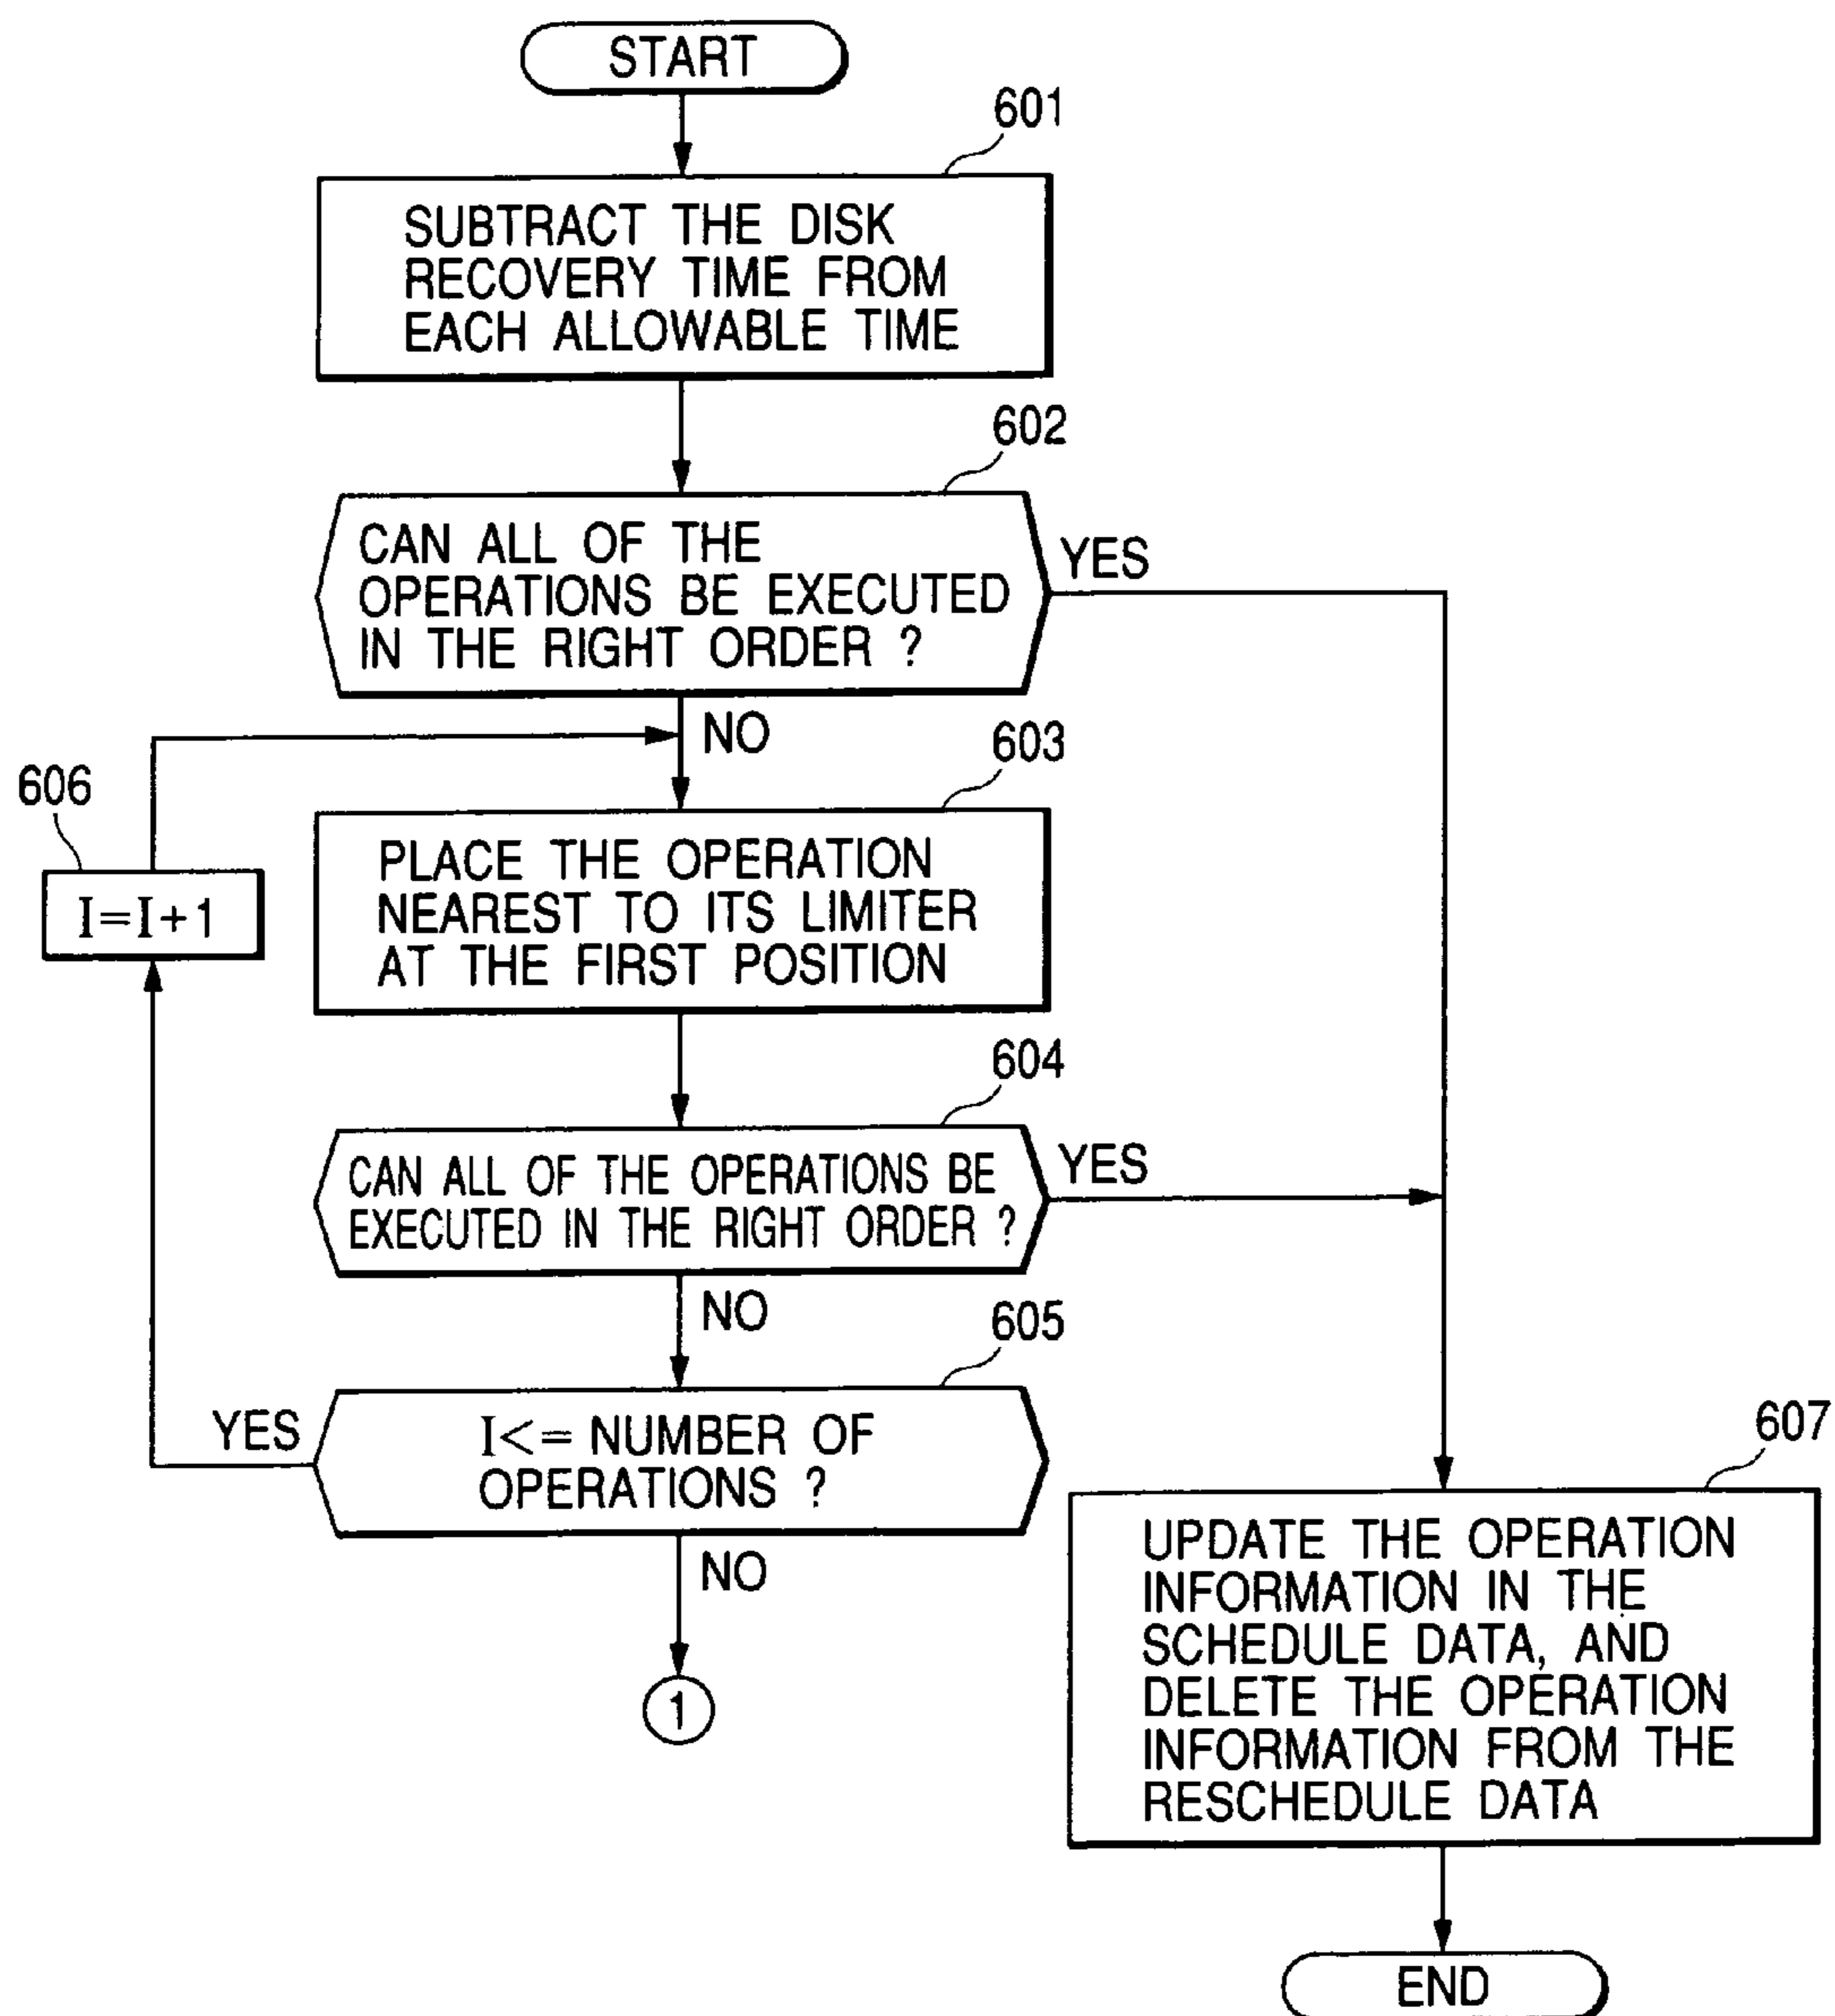 START
601
SUBTRACT THE DISK
RECOVERY TIME FROM
EACH ALLOWABLE TIME
602
CAN ALL OF THE
OPERATIONS BE EXECUTED
IN THE RIGHT ORDER ?
YES
NO
603
606
I=I+1
PLACE THE OPERATION
NEAREST TO ITS LIMITER
AT THE FIRST POSITION
604
CAN ALL OF THE OPERATIONS BE
EXECUTED IN THE RIGHT ORDER ?
YES
NO
605
YES
I<= NUMBER OF
OPERATIONS ?
NO
1
607
UPDATE THE OPERATION
INFORMATION IN THE
SCHEDULE DATA, AND
DELETE THE OPERATION
INFORMATION FROM THE
RESCHEDULE DATA
END